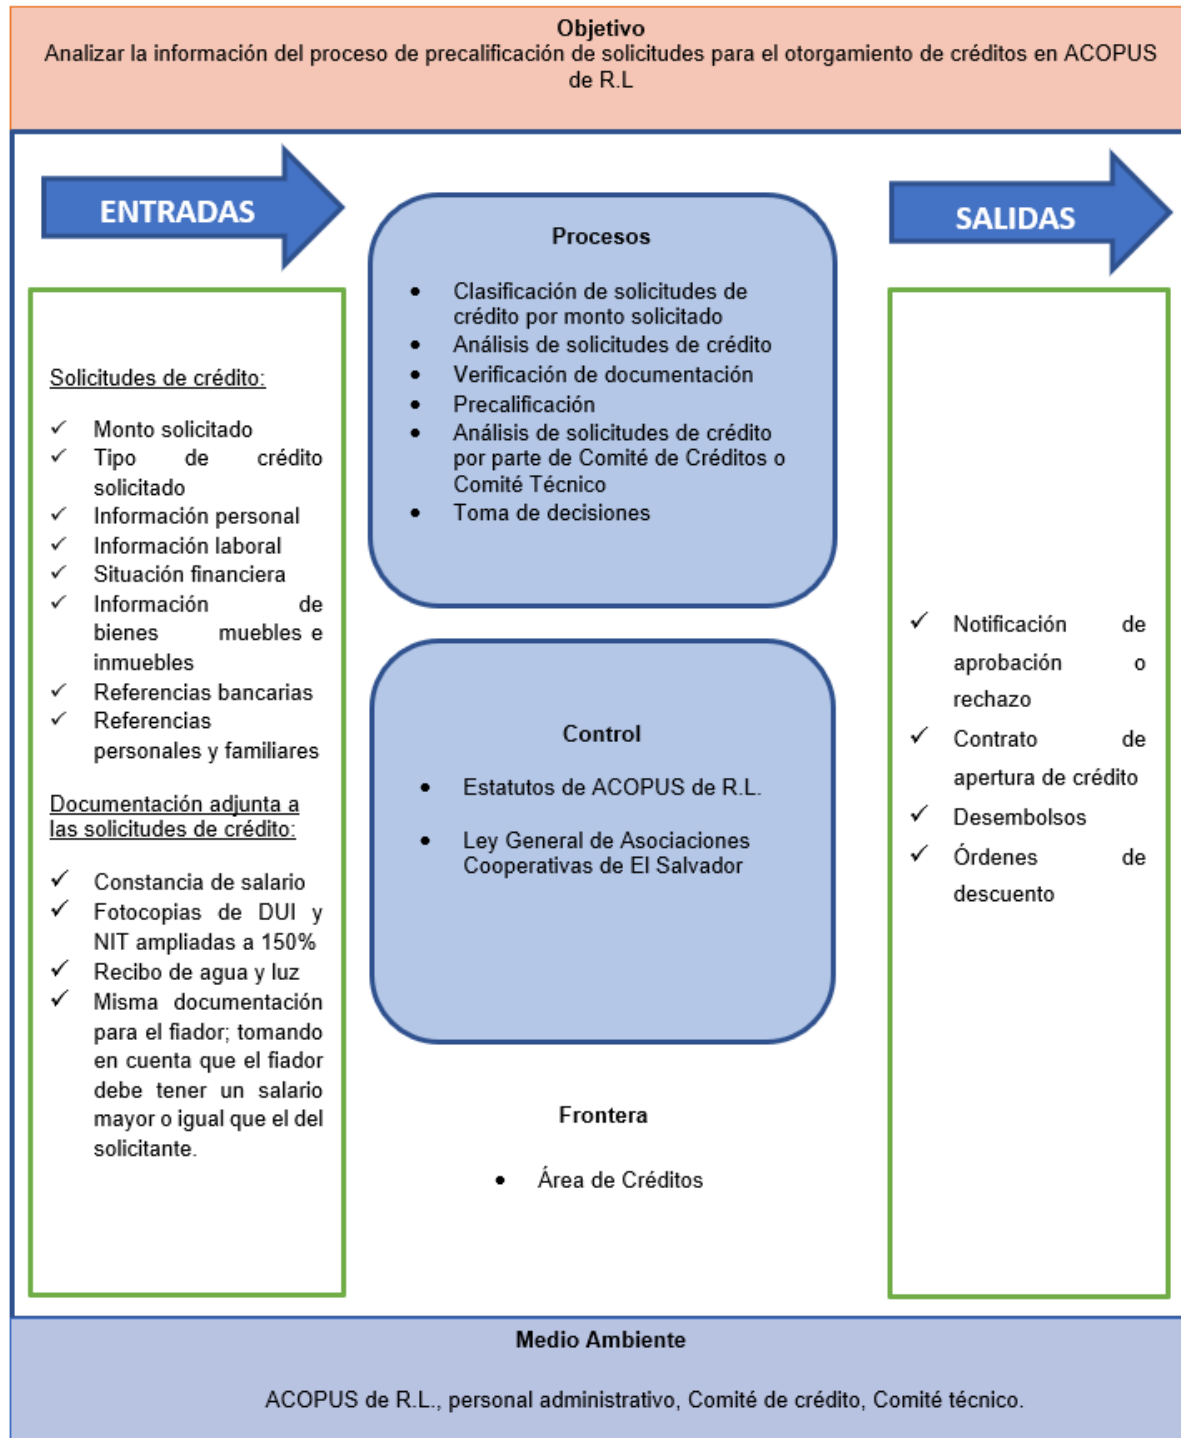 Objetivo
Analizar la información del proceso de precalificación de solicitudes para el otorgamiento de créditos en ACOPUS
de R.L
ENTRADAS
Solicitudes de crédito:
✓ Monto solicitado
✓ Tipo de crédito
solicitado
✓ Información personal
✓ Información laboral
✓ Situación financiera
✓ Información de
bienes muebles e
inmuebles
✓ Referencias bancarias
✓ Referencias
personales y familiares
Documentación adjunta a
las solicitudes de crédito:
✓ Constancia de salario
✓ Fotocopias de DUI y
NIT ampliadas a 150%
✓ Recibo de agua y luz
✓ Misma documentación
para el fiador; tomando
en cuenta que el fiador
debe tener un salario
mayor o igual que el del
solicitante.
Procesos
• Clasificación de solicitudes de
crédito por monto solicitado
• Análisis de solicitudes de crédito
• Verificación de documentación
• Precalificación
• Análisis de solicitudes de crédito
por parte de Comité de Créditos o
Comité Técnico
• Toma de decisiones
Control
• Estatutos de ACOPUS de R.L.
• Ley General de Asociaciones
Cooperativas de El Salvador
Frontera
• Área de Créditos
SALIDAS
✓ Notificación de
aprobación o
rechazo
✓ Contrato de
apertura de crédito
✓ Desembolsos
✓ Órdenes de
descuento
Medio Ambiente
ACOPUS de R.L., personal administrativo, Comité de crédito, Comité técnico.